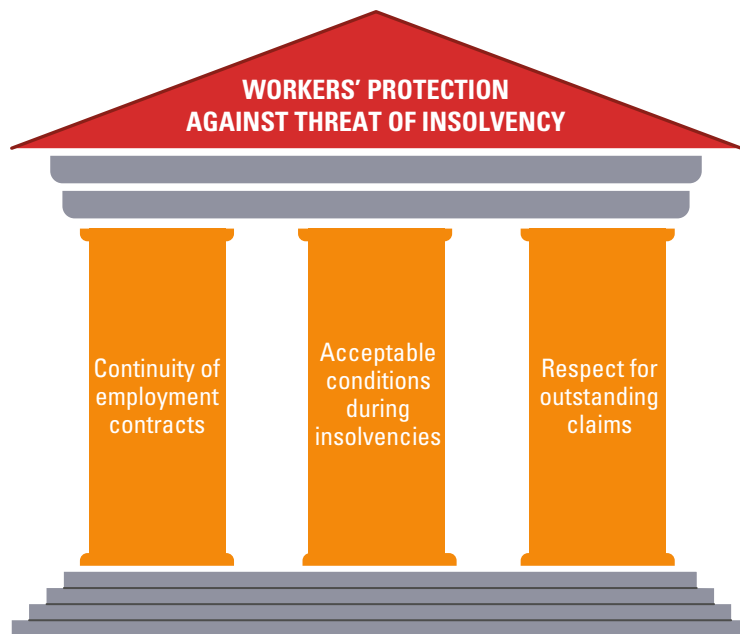 WORKERS' PROTECTION
AGAINST THREAT OF INSOLVENCY
Continuity of
employment
contracts
Acceptable
conditions
during
insolvencies
Respect for
outstanding
claims